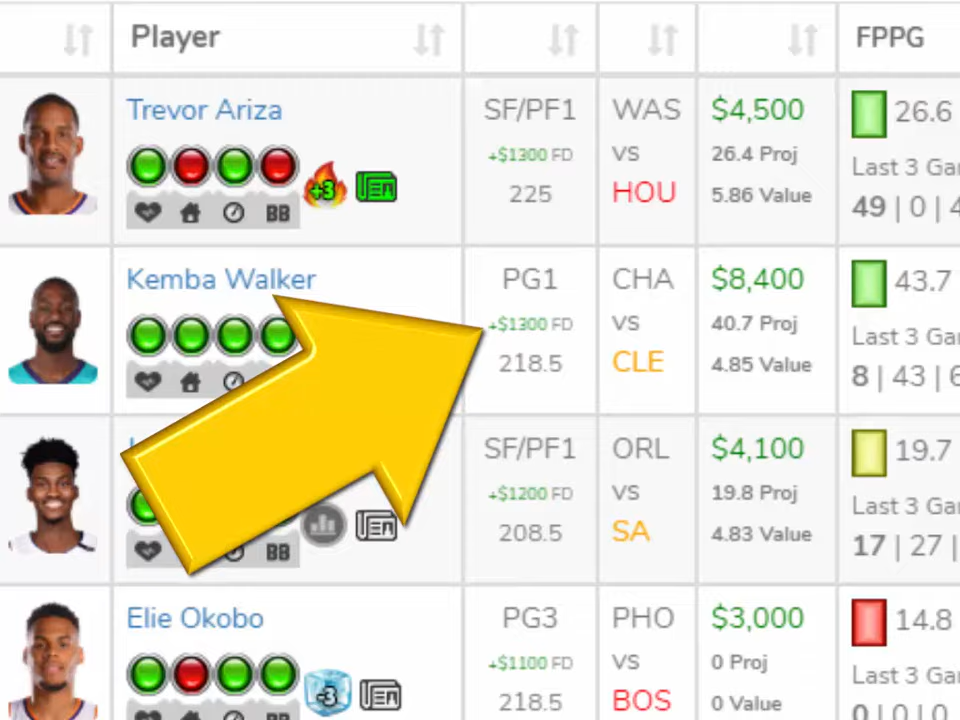 Player FPPG
Trevor Ariza SF/PF1 WAS $4,500 26.6
+$1300 FD VS 26.4 Proj Last 3 Ga
+3 225 HOU 5.86 Value 49 | 0 | 4
BB
Kemba Walker PG1 CHA $8,400 43.7
+$1300 FD VS 40.7 Proj Last 3 Ga
218.5 CLE 4.85 Value 8 | 43 | 6
SF/PF1 ORL $4,100 19.7
+$1200 FD VS 19.8 Proj Last 3 Ga
208.5 SA 4.83 Value 17 | 27 |
BB
Elie Okobo PG3 PHO $3,000 14.8
+$1100 FD VS 0 Proj Last 3 Ga
-3 218.5 BOS 0 Value 0 | 0 | 0